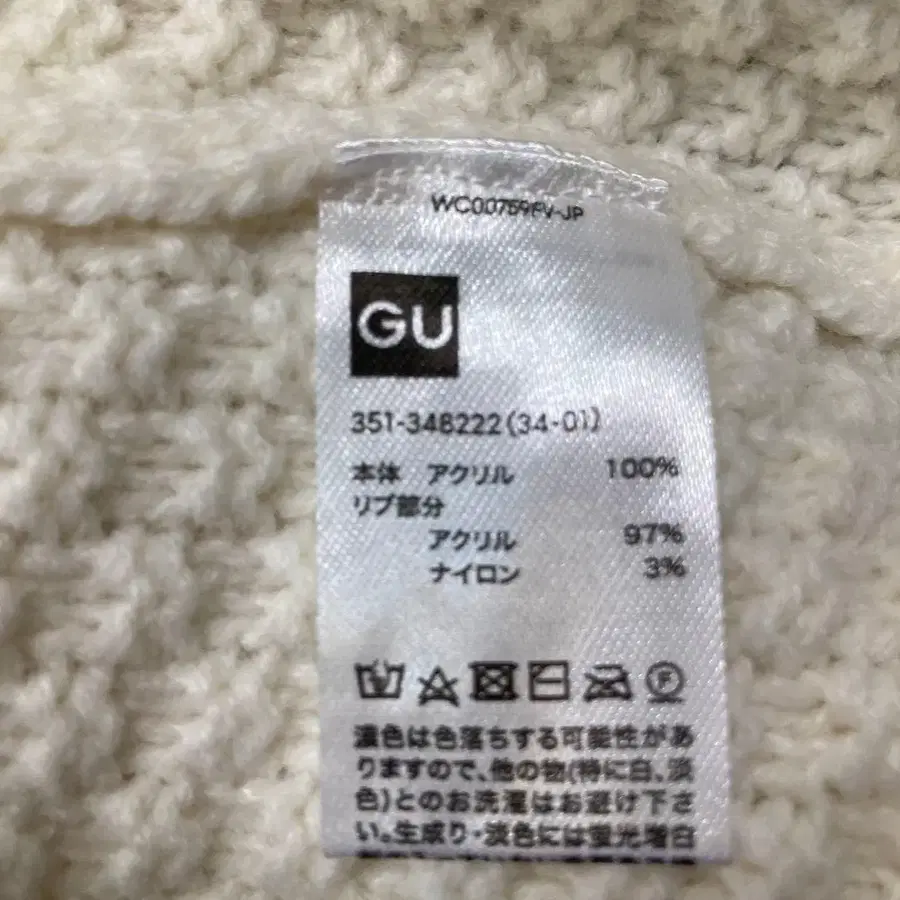 WC00759FV-JP
GU
351-348222(34-01)
本体 アクリル 100%
リブ部分
アクリル 97%
ナイロン 3%
F
濃色は色落ちする可能性があ
りますので、他の物(特に白、淡
色)とのお洗濯はお避け下さ
い。生成り・淡色には蛍光増白